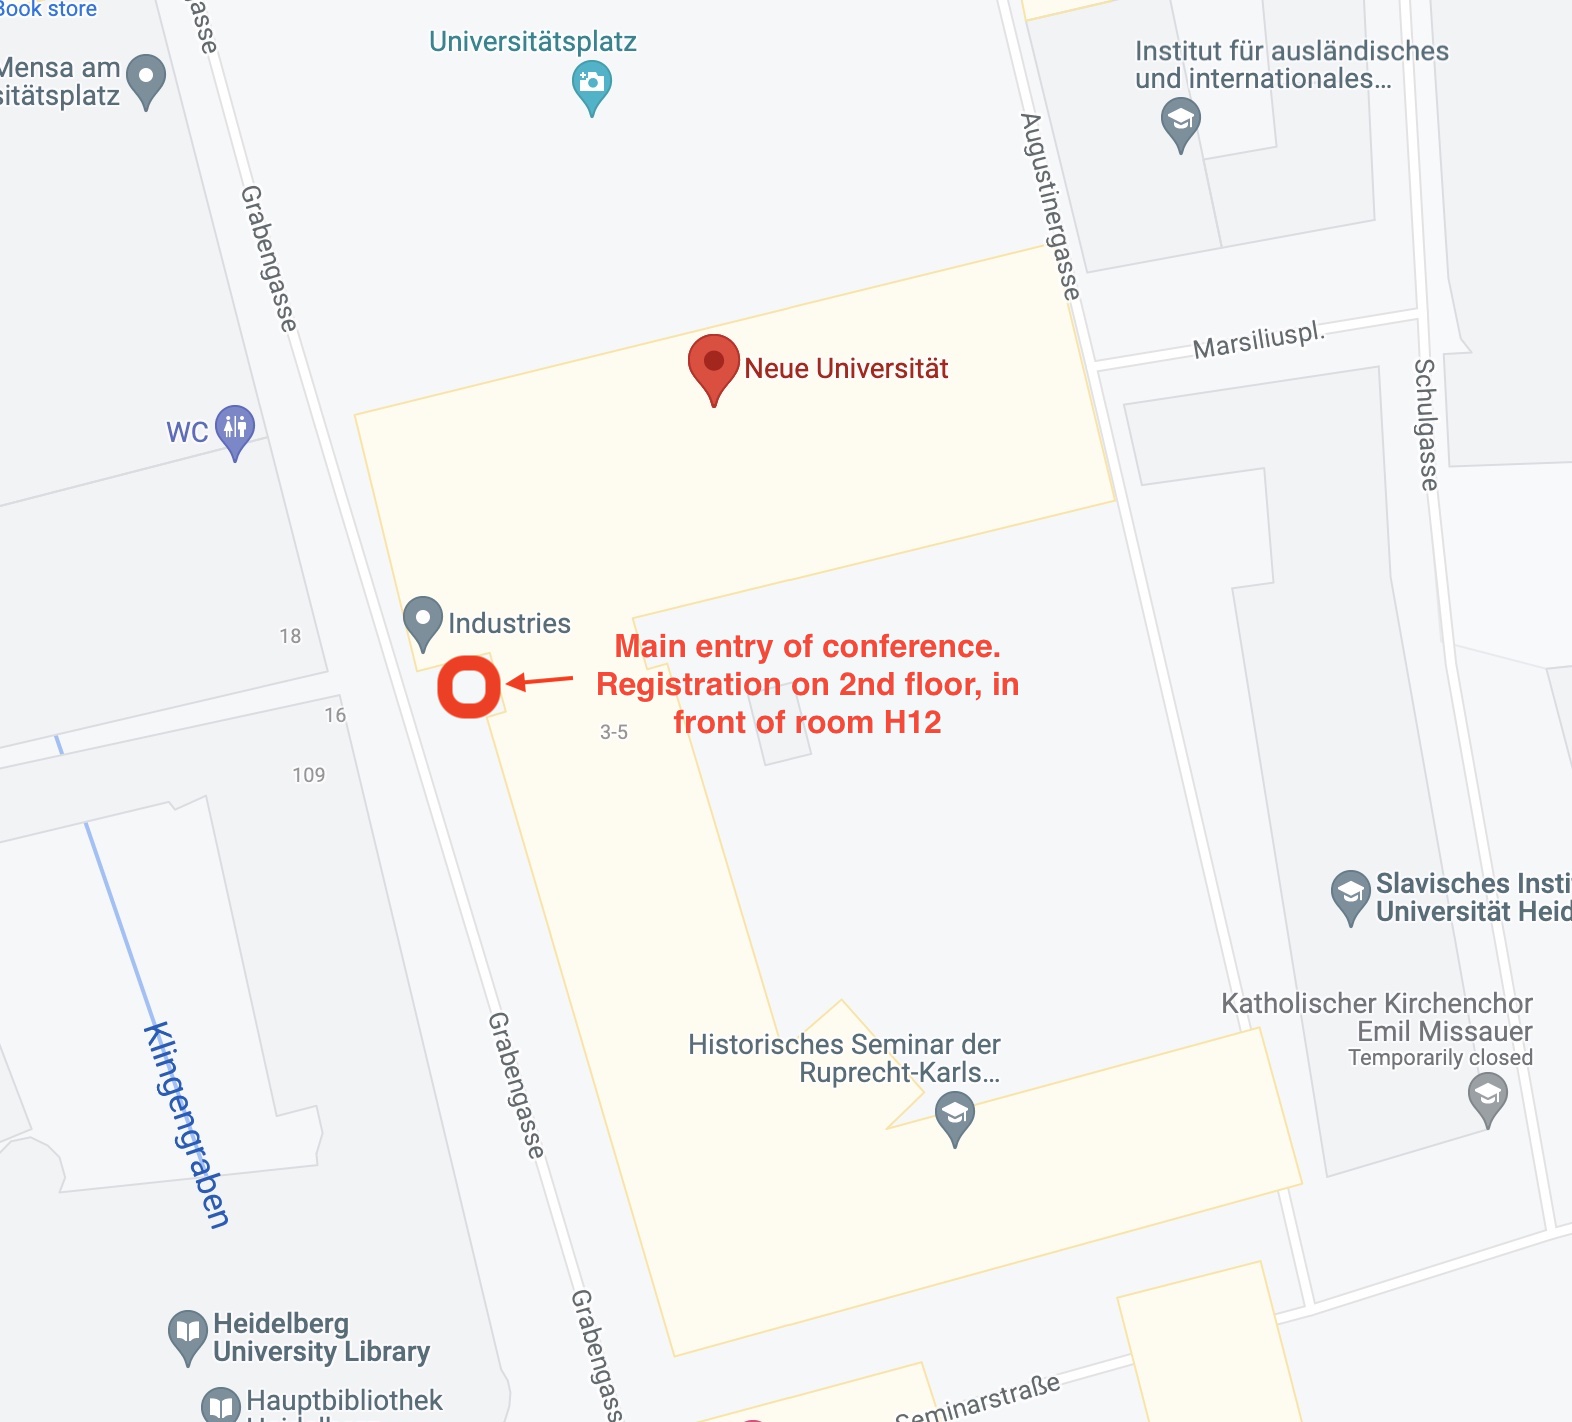 Book store
gasse
Mensa am
sitätsplatz
Universitätsplatz
Institut für ausländisches
und internationales...
Grabengasse
Augustinergasse
Marsiliuspl.
Schulgasse
Neue Universität
WC
Industries
18
16
109
3-5
Main entry of conference.
Registration on 2nd floor, in
front of room H12
Slavisches Insti
Universität Heid
Katholischer Kirchenchor
Emil Missauer
Temporarily closed
Historisches Seminar der
Ruprecht-Karls...
Grabengasse
Klingengraben
Heidelberg
University Library
Hauptbibliothek
Grabengass
Seminarstraße